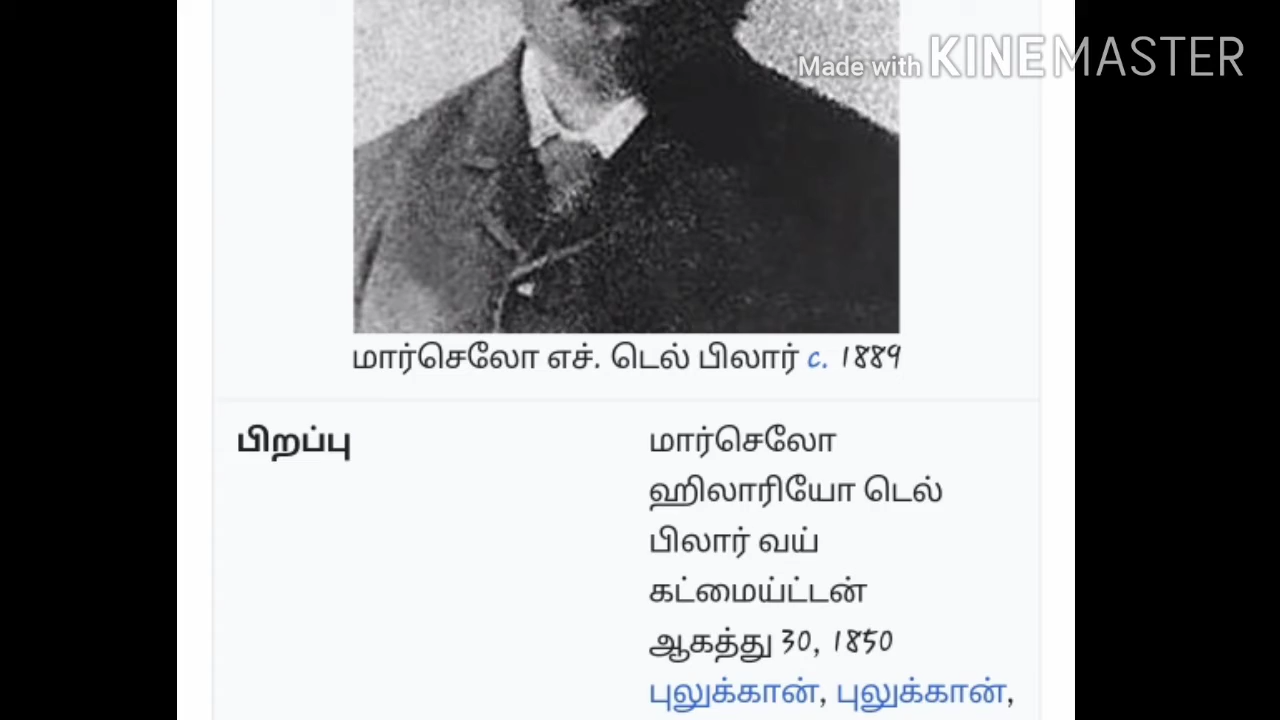 Made with KINEMASTER
மார்செலோ எச். டெல் பிலார் c. 1889
பிறப்பு
மார்செலோ
ஹிலாரியோ டெல்
பிலார் வய்
கட்மைய்ட்டன்
ஆகத்து 30, 1850
புலுக்கான், புலுக்கான்,